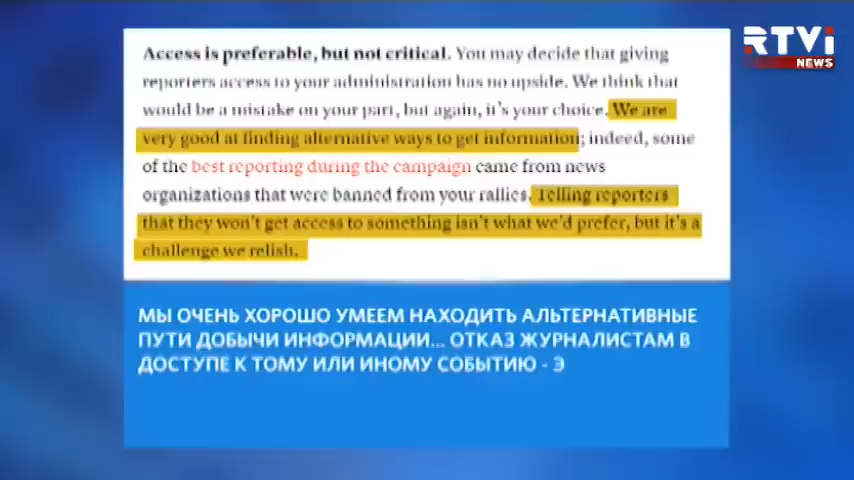 RTVi
NEWS
Access is preferable, but not critical. You may decide that giving
reporters access to your administration has no upside. We think that
would be a mistake on your part, but again, it's your choice. We are
very good at finding alternative ways to get information; indeed, some
of the best reporting during the campaign came from news
organizations that were banned from your rallies. Telling reporters
that they won't get access to something isn't what we'd prefer, but it's a
challenge we relish.
МЫ ОЧЕНЬ ХОРОШО УМЕЕМ НАХОДИТЬ АЛЬТЕРНАТИВНЫЕ
ПУТИ ДОБЫЧИ ИНФОРМАЦИИ... ОТКАЗ ЖУРНАЛИСТАМ В
ДОСТУПЕ К ТОМУ ИЛИ ИНОМУ СОБЫТИЮ - Э